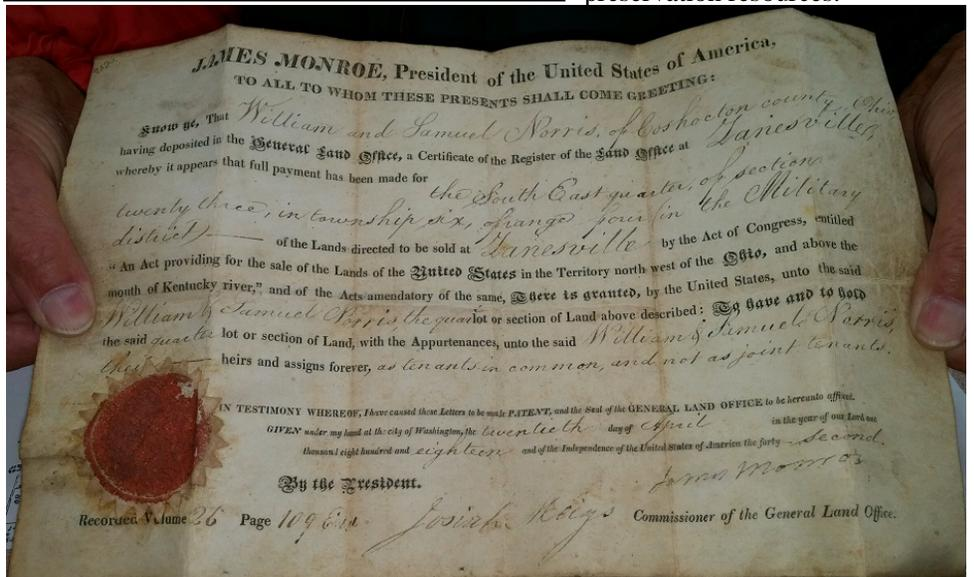 preservation resources.
JAMES MONROE, President of the United States of America,
TO ALL TO WHOM THESE PRESENTS SHALL COME GREETING:
Know ye, That William and Samuel Norris, of Coshocton county, Ohio
having deposited in the General Land Office, a Certificate of the Register of the Land Office at Zanesville,
whereby it appears that full payment has been made for the South East quarter, of section
twenty three, in township six, of range four in the Military
district) of the Lands directed to be sold at Zanesville by the Act of Congress, entitled
"An Act providing for the sale of the Lands of the United States in the Territory north west of the Ohio, and above the
mouth of Kentucky river," and of the Acts amendatory of the same, There is granted, by the United States, unto the said
William & Samuel Norris, the quarter lot or section of Land above described: To have and to hold
the said quarter lot or section of Land, with the Appurtenances, unto the said William & Samuel Norris,
their heirs and assigns forever, as tenants in common, and not as joint tenants.
IN TESTIMONY WHEREOF, I have caused these Letters to be made PATENT, and the Seal of the GENERAL LAND OFFICE to be hereunto affixed.
GIVEN under my hand at the city of Washington, the twentieth day of April in the year of our Lord one
thousand eight hundred and eighteen and of the Independence of the United States of America the forty-second.
James Monroe
By the President.
Recorded Volume 26 Page 109 Josiah Meigs Commissioner of the General Land Office.